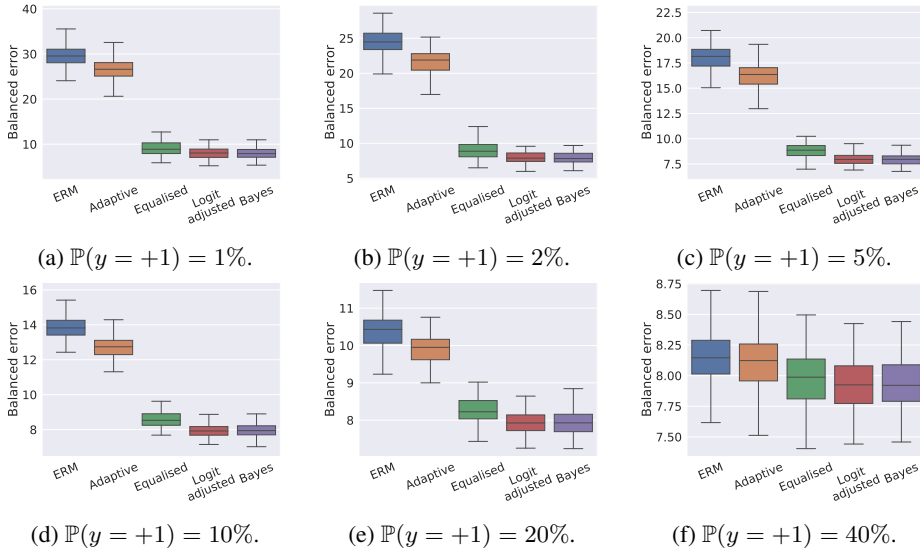 40
30
20
10
Balanced error
ERM
Adaptive
Equalised
Logit
adjusted
Bayes
(a) ℙ(y = +1) = 1%.
25
20
15
10
5
Balanced error
ERM
Adaptive
Equalised
Logit
adjusted
Bayes
(b) ℙ(y = +1) = 2%.
22.5
20.0
17.5
15.0
12.5
10.0
7.5
Balanced error
ERM
Adaptive
Equalised
Logit
adjusted
Bayes
(c) ℙ(y = +1) = 5%.
16
14
12
10
8
Balanced error
ERM
Adaptive
Equalised
Logit
adjusted
Bayes
(d) ℙ(y = +1) = 10%.
11
10
9
8
Balanced error
ERM
Adaptive
Equalised
Logit
adjusted
Bayes
(e) ℙ(y = +1) = 20%.
8.75
8.50
8.25
8.00
7.75
7.50
Balanced error
ERM
Adaptive
Equalised
Logit
adjusted
Bayes
(f) ℙ(y = +1) = 40%.